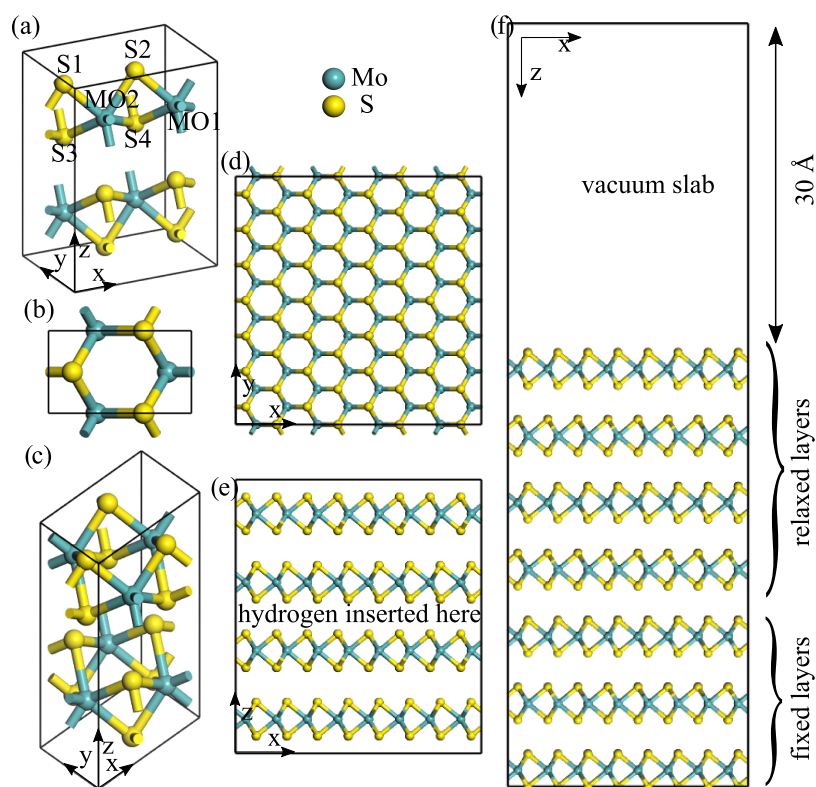 (a)
S1
S2
MO2
MO1
S3
S4
y
z
x
Mo
S
(b)
(c)
y
z
x
(d)
y
x
(e)
hydrogen inserted here
z
x
(f)
x
z
vacuum slab
30 Å
relaxed layers
fixed layers